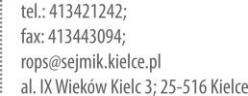 tel.: 413421242;
fax: 413443094;
rops@sejmik.kielce.pl
al. IX Wieków Kielc 3; 25-516 Kielce